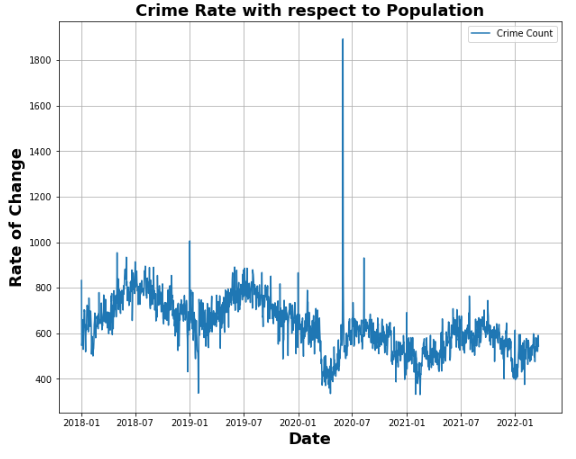 Crime Rate with respect to Population
Crime Count
1800
1600
1400
1200
1000
800
600
400
Rate of Change
2018-01 2018-07 2019-01 2019-07 2020-01 2020-07 2021-01 2021-07 2022-01
Date